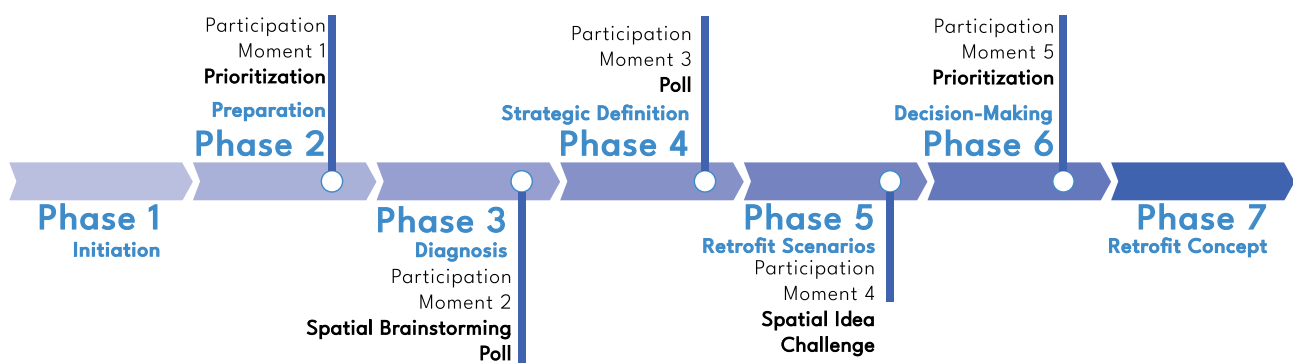 Phase 1
Initiation
Participation
Moment 1
Prioritization
Preparation
Phase 2
Phase 3
Diagnosis
Participation
Moment 2
Spatial Brainstorming
Poll
Participation
Moment 3
Poll
Strategic Definition
Phase 4
Phase 5
Retrofit Scenarios
Participation
Moment 4
Spatial Idea
Challenge
Participation
Moment 5
Prioritization
Decision-Making
Phase 6
Phase 7
Retrofit Concept